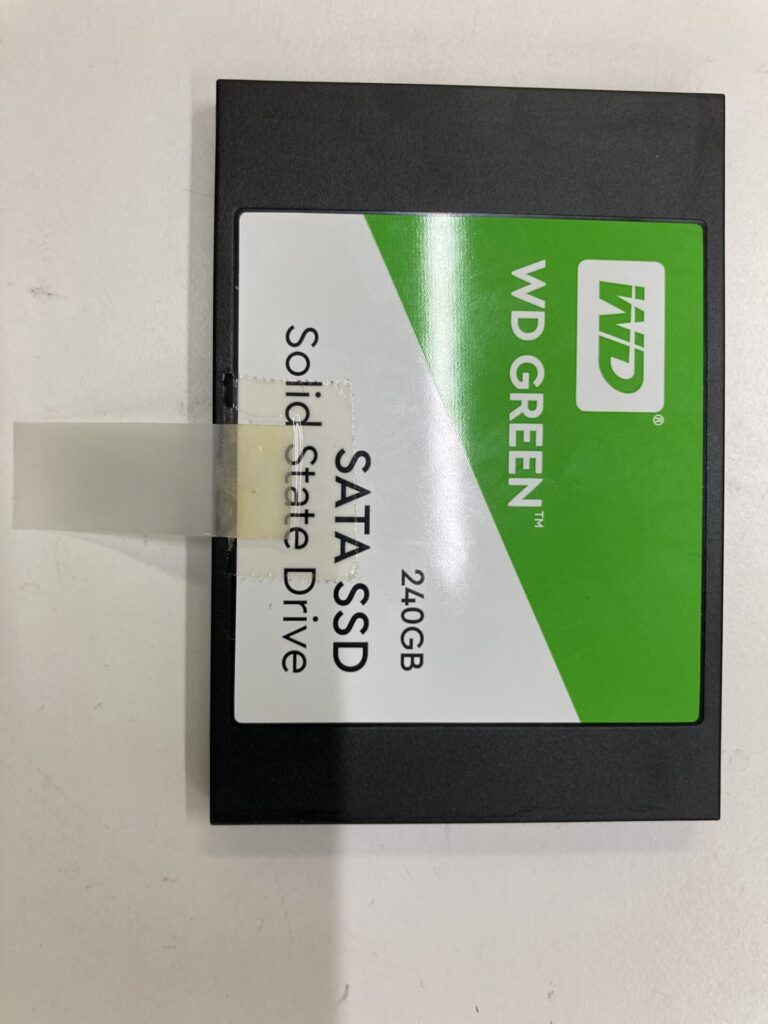 WD®
WD GREEN™
240GB
SATA SSD
Solid State Drive